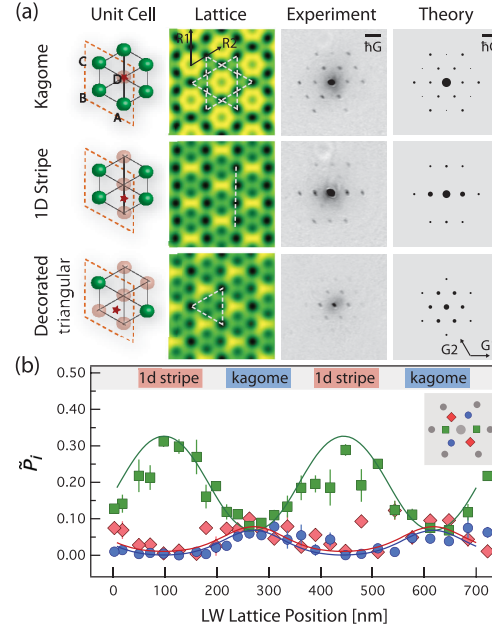 (a) Unit Cell Lattice Experiment Theory
Kagome
C
D
B
A
R1
R2
ħG
ħG
1D Stripe
Decorated
triangular
G2
G
(b)
1d stripe kagome 1d stripe kagome
0.50
0.40
0.30
0.20
0.10
0.00
P̃i
0 100 200 300 400 500 600 700
LW Lattice Position [nm]